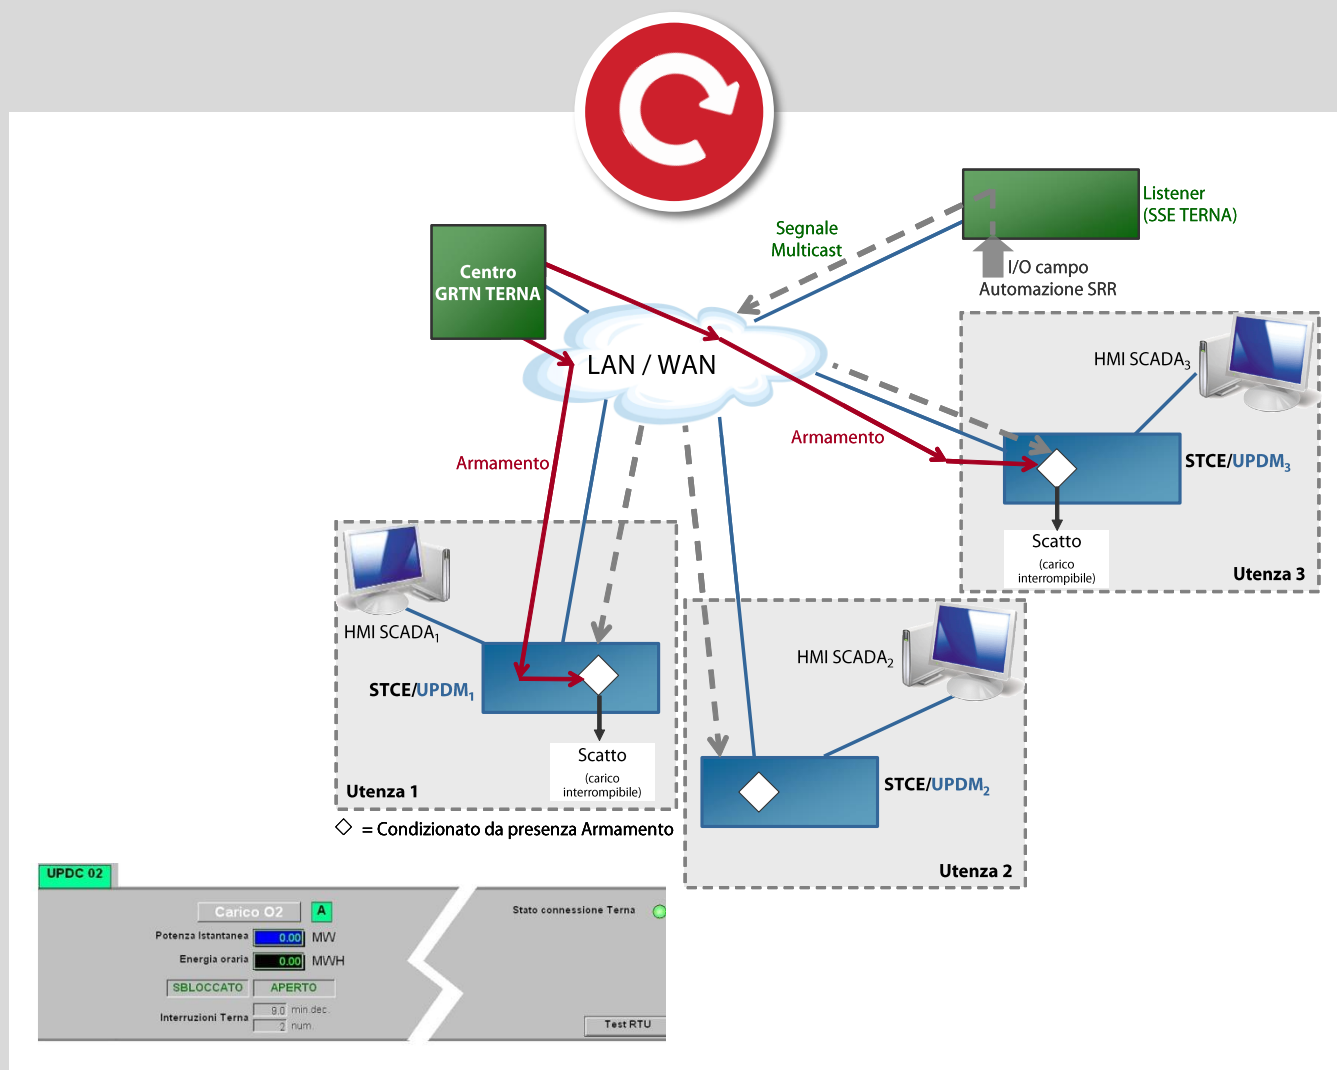 Listener
(SSE TERNA)
Segnale
Multicast
Centro
GRTN TERNA
I/O campo
Automazione SRR
LAN / WAN
HMI SCADA3
Armamento
STCE/UPDM3
Armamento
Scatto
(carico
interrompibile)
Utenza 3
HMI SCADA1
HMI SCADA2
STCE/UPDM1
Scatto
(carico
interrompibile)
Utenza 1
STCE/UPDM2
= Condizionato da presenza Armamento
Utenza 2
UPDC 02
Carico O2 A
Stato connessione Terna
Potenza Istantanea 0.00 MW
Energia oraria 0.00 MWH
SBLOCCATO APERTO
Interruzioni Terna
9.0 min.dec.
2 num.
Test RTU